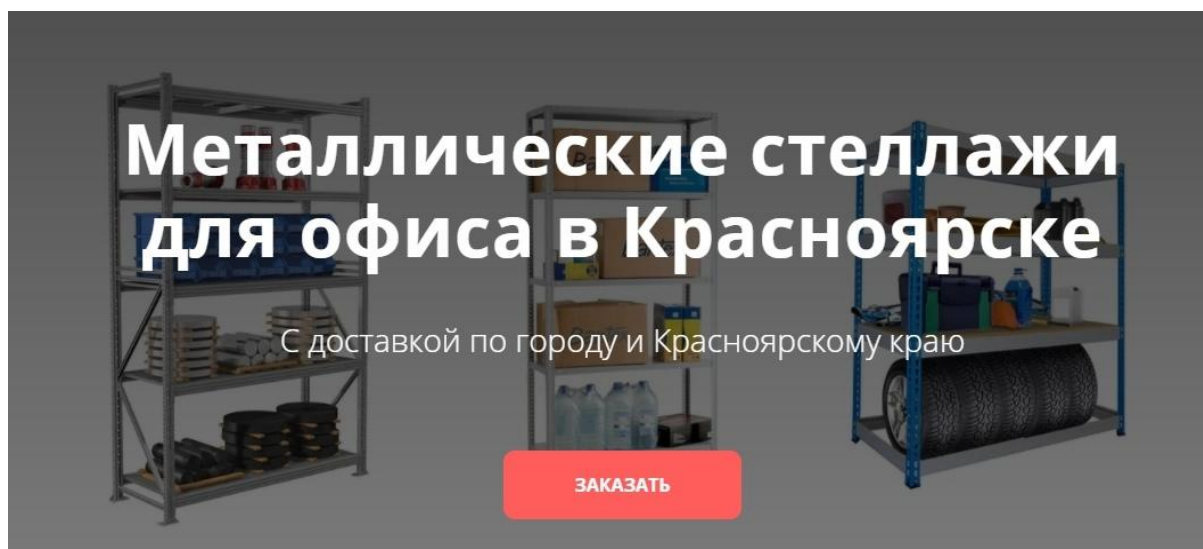 Металлические стеллажи
для офиса в Красноярске
С доставкой по городу и Красноярскому краю
ЗАКАЗАТЬ